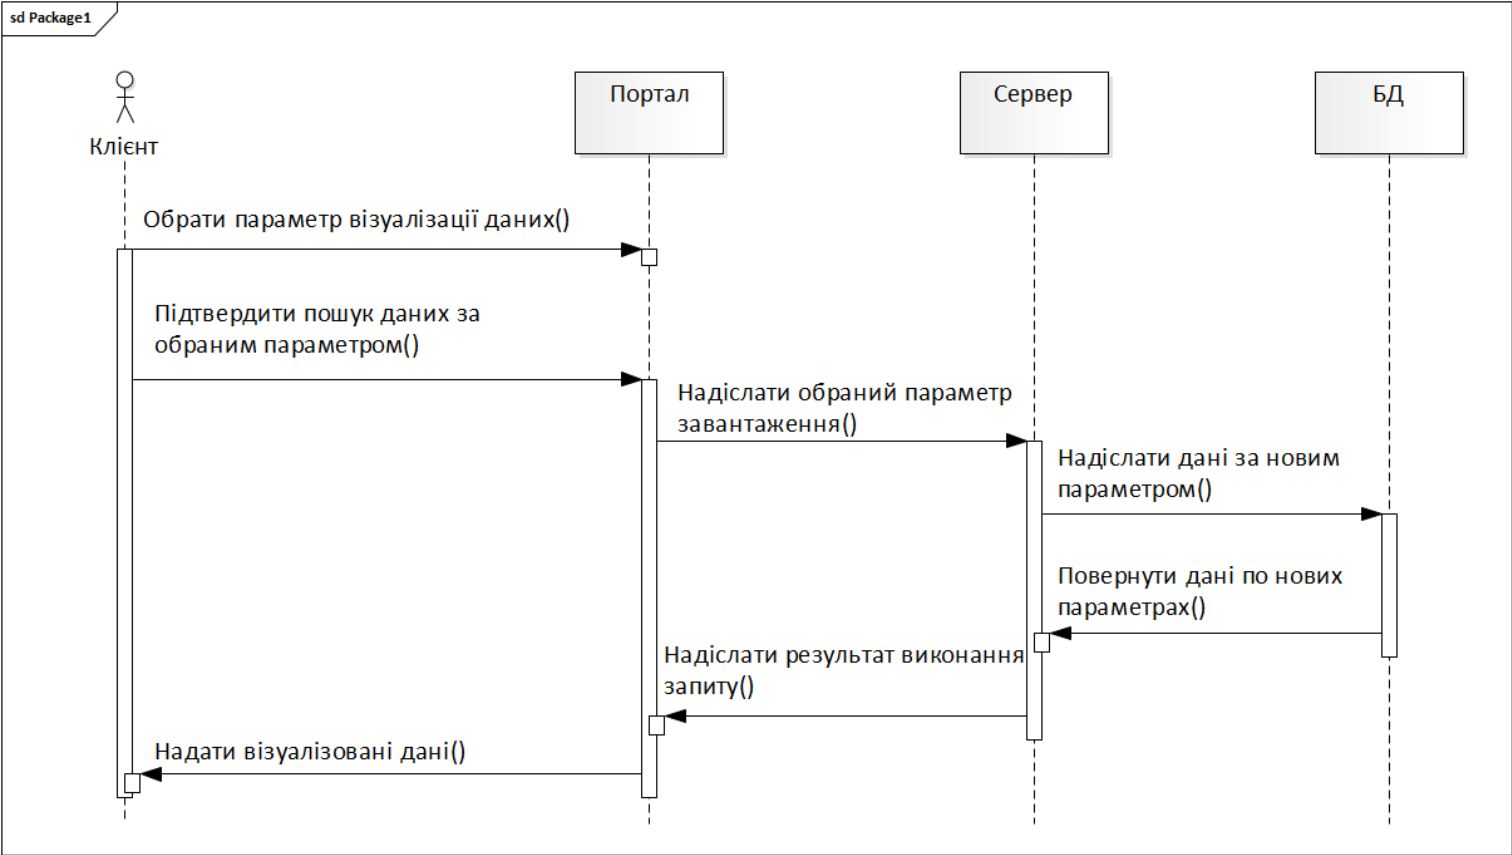 sd Package1
Клієнт
Портал
Сервер
БД
Обрати параметр візуалізації даних()
Підтвердити пошук даних за
обраним параметром()
Надіслати обраний параметр
завантаження()
Надіслати дані за новим
параметром()
Повернути дані по нових
параметрах()
Надіслати результат виконання
запиту()
Надати візуалізовані дані()